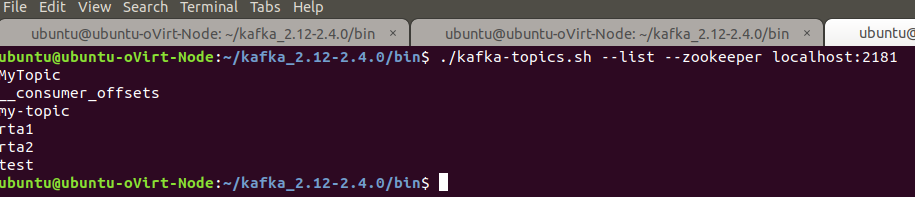 File Edit View Search Terminal Tabs Help
ubuntu@ubuntu-oVirt-Node: ~/kafka_2.12-2.4.0/bin × ubuntu@ubuntu-oVirt-Node: ~/kafka_2.12-2.4.0/bin × ubuntu@
ubuntu@ubuntu-oVirt-Node:~/kafka_2.12-2.4.0/bin$ ./kafka-topics.sh --list --zookeeper localhost:2181
MyTopic
__consumer_offsets
my-topic
rta1
rta2
test
ubuntu@ubuntu-oVirt-Node:~/kafka_2.12-2.4.0/bin$